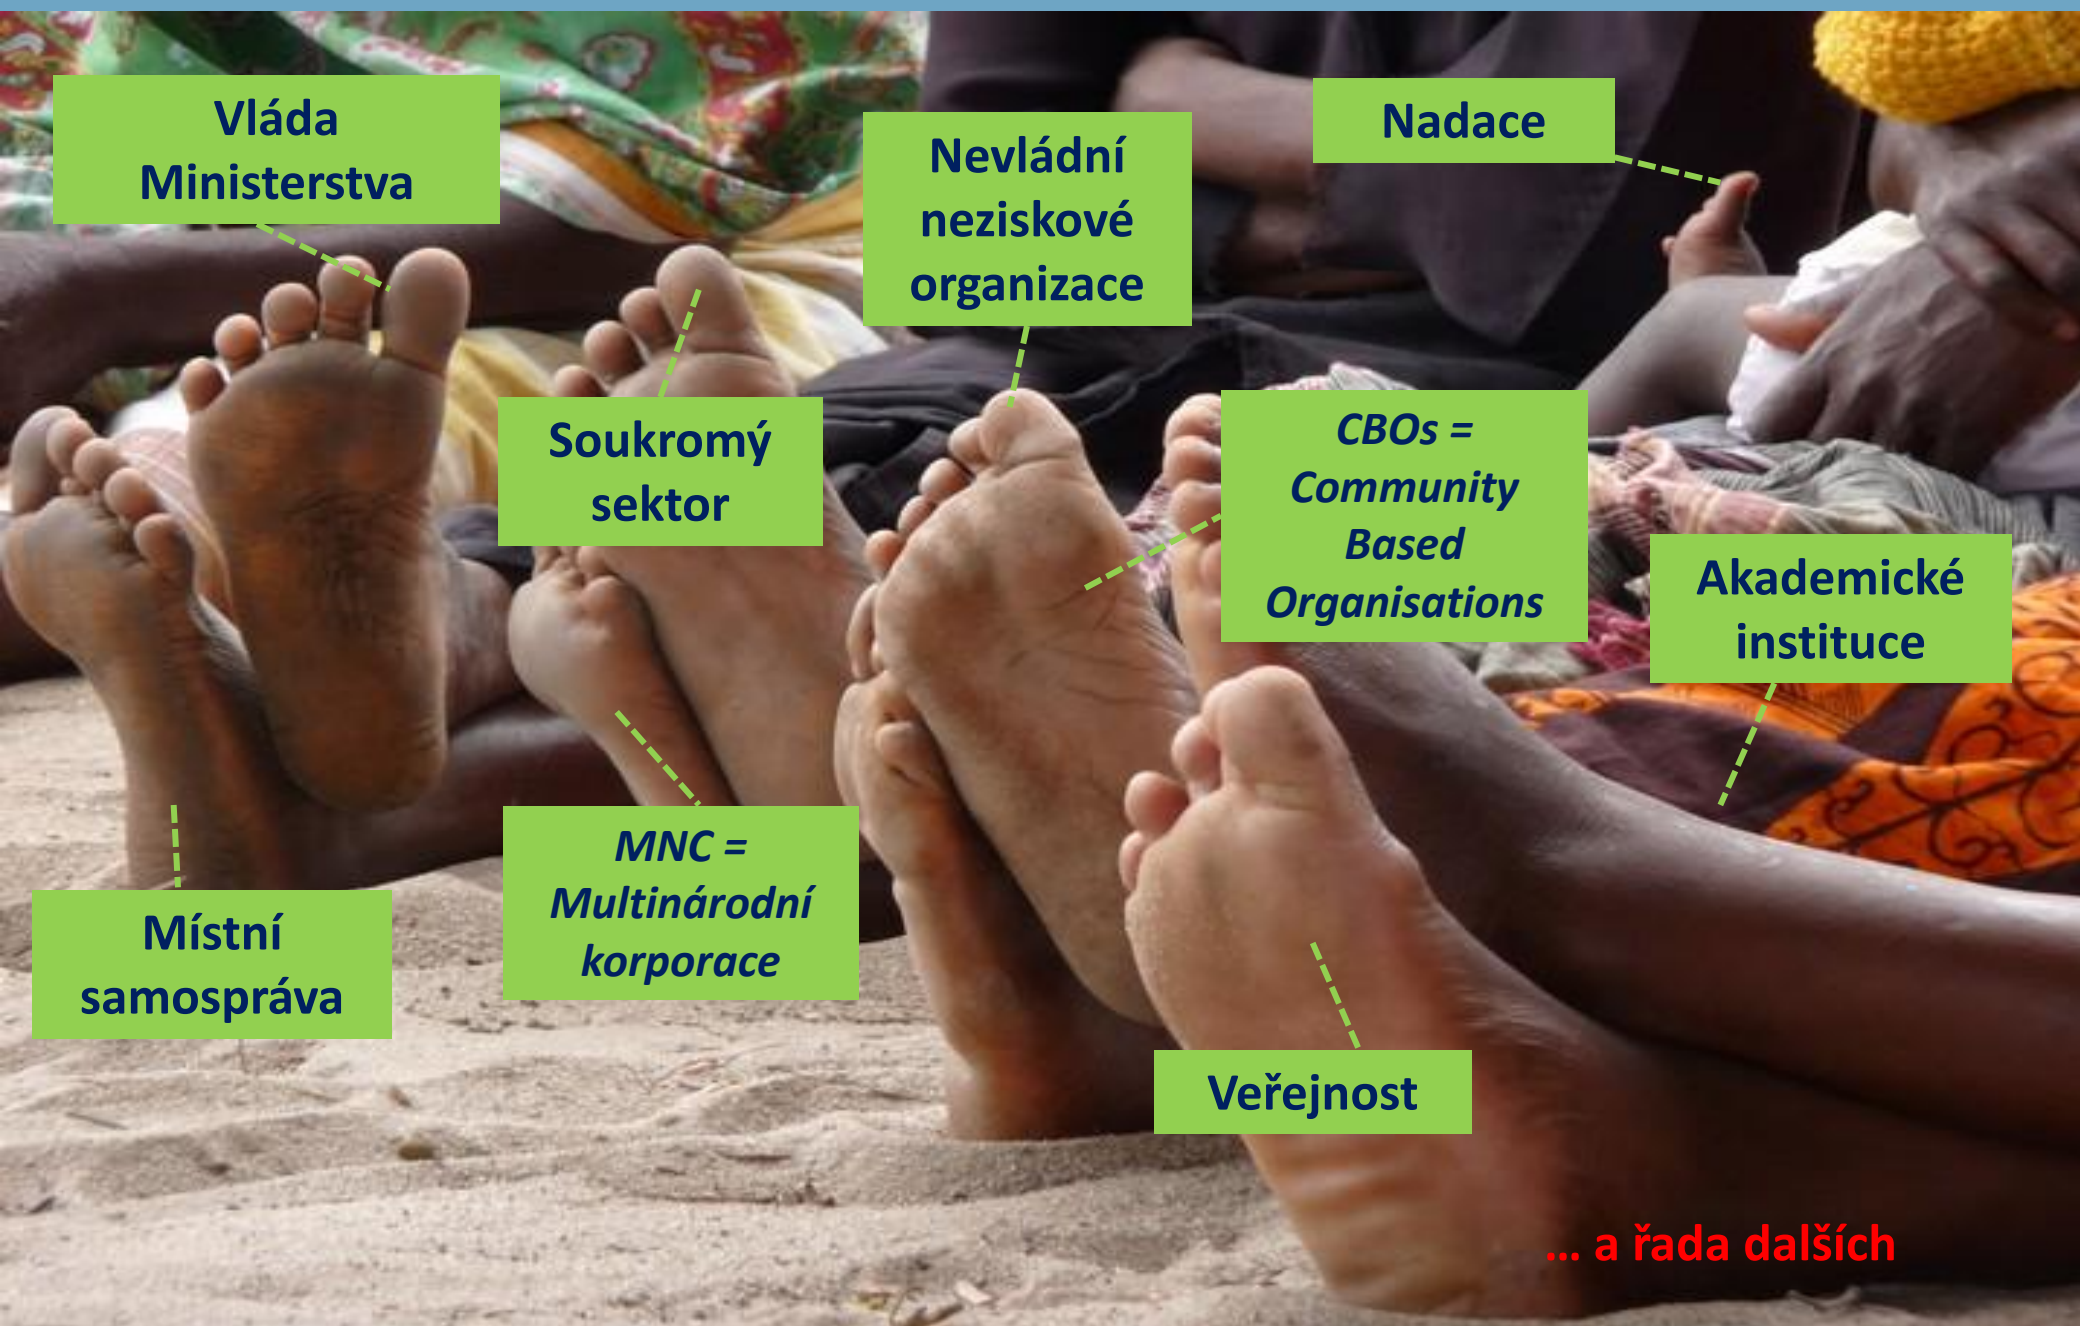 Vláda
Ministerstva
Nevládní
neziskové
organizace
Nadace
Soukromý
sektor
CBOs =
Community
Based
Organisations
Akademické
instituce
MNC =
Multinárodní
korporace
Místní
samospráva
Veřejnost
... a řada dalších